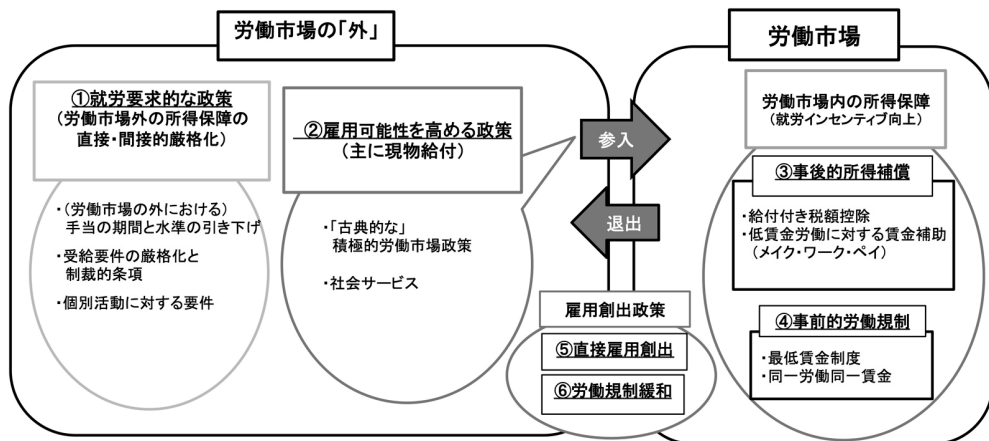 労働市場の「外」
①就労要求的な政策
(労働市場外の所得保障の
直接・間接的厳格化)
・(労働市場の外における)
手当の期間と水準の引き下げ
・受給要件の厳格化と
制裁的条項
・個別活動に対する要件
②雇用可能性を高める政策
(主に現物給付)
・「古典的な」
積極的労働市場政策
・社会サービス
参入
退出
雇用創出政策
⑤直接雇用創出
⑥労働規制緩和
労働市場
労働市場内の所得保障
(就労インセンティブ向上)
③事後的所得補償
・給付付き税額控除
・低賃金労働に対する賃金補助
(メイク・ワーク・ペイ)
④事前的労働規制
・最低賃金制度
・同一労働同一賃金